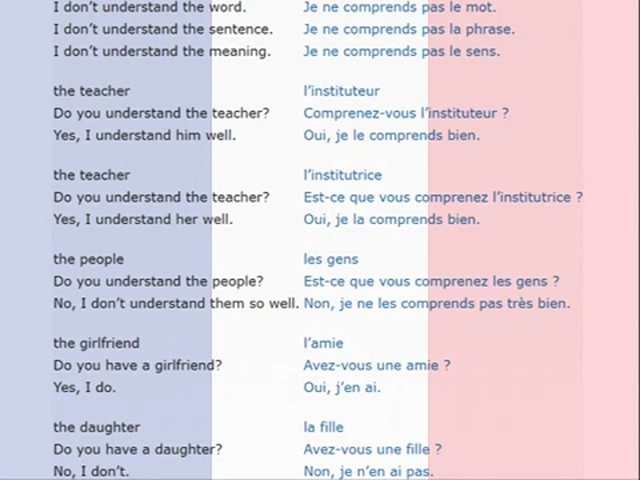 I don't understand the word. Je ne comprends pas le mot.
I don't understand the sentence. Je ne comprends pas la phrase.
I don't understand the meaning. Je ne comprends pas le sens.
the teacher l'instituteur
Do you understand the teacher? Comprenez-vous l'instituteur ?
Yes, I understand him well. Oui, je le comprends bien.
the teacher l'institutrice
Do you understand the teacher? Est-ce que vous comprenez l'institutrice ?
Yes, I understand her well. Oui, je la comprends bien.
the people les gens
Do you understand the people? Est-ce que vous comprenez les gens ?
No, I don't understand them so well. Non, je ne les comprends pas très bien.
the girlfriend l'amie
Do you have a girlfriend? Avez-vous une amie ?
Yes, I do. Oui, j'en ai.
the daughter la fille
Do you have a daughter? Avez-vous une fille ?
No, I don't. Non, je n'en ai pas.